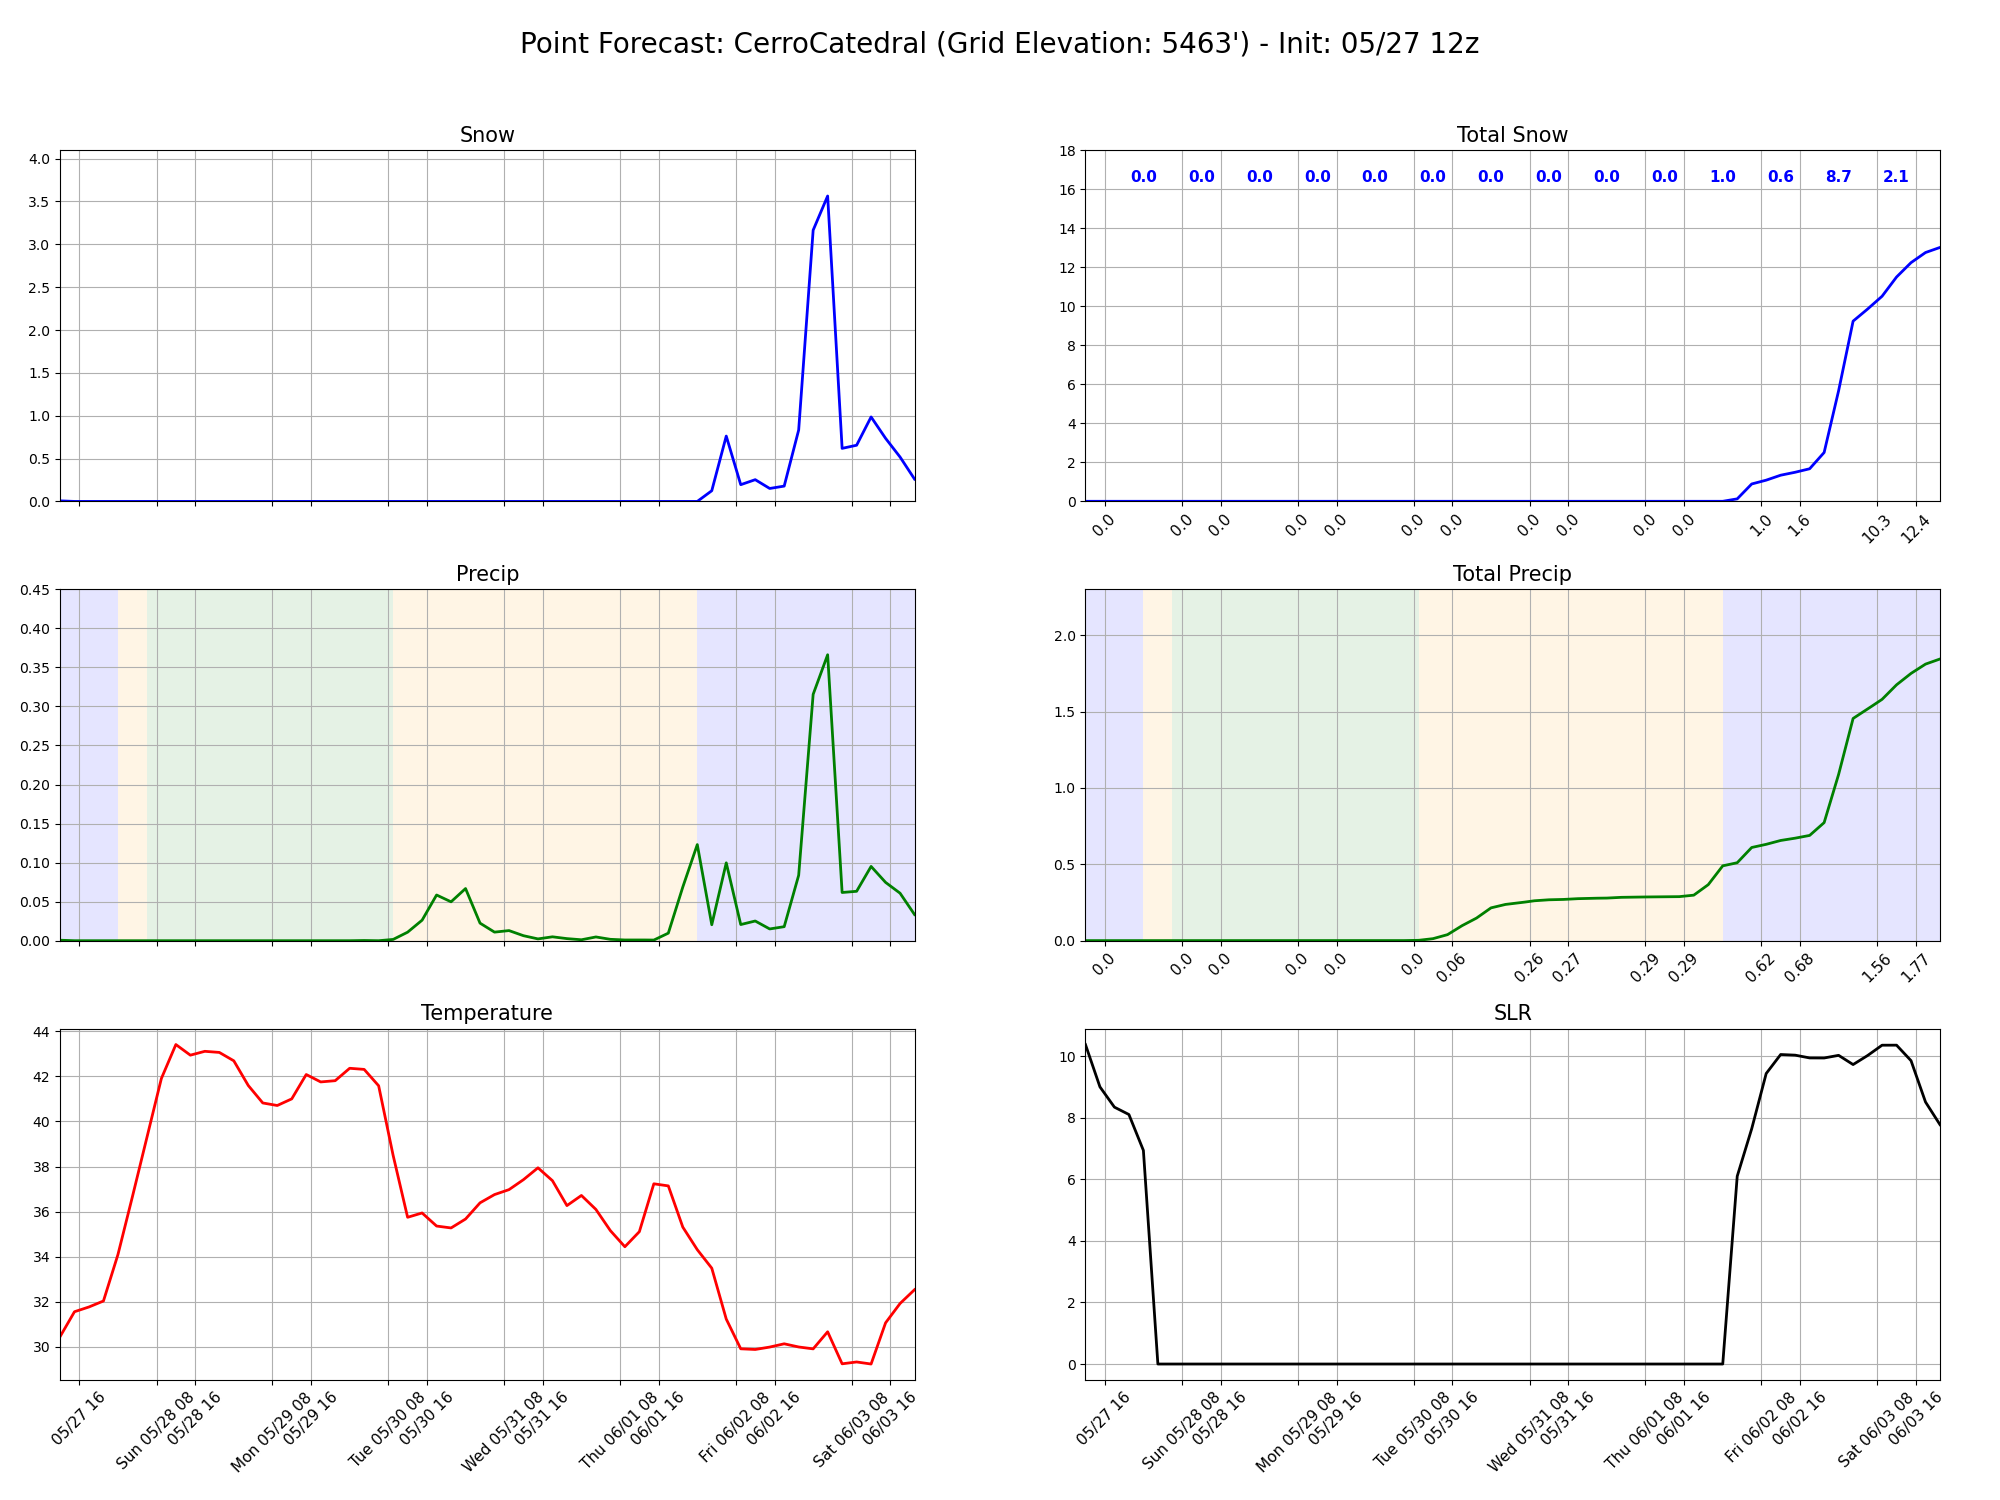 Point Forecast: CerroCatedral (Grid Elevation: 5463') - Init: 05/27 12z
Snow
4.0
3.5
3.0
2.5
2.0
1.5
1.0
0.5
0.0
Total Snow
18
16
14
12
10
8
6
4
2
0
0.0 0.0 0.0 0.0 0.0 0.0 0.0 0.0 0.0 0.0 1.0 0.6 8.7 2.1
0.0 0.0 0.0 0.0 0.0 0.0 0.0 0.0 0.0 0.0 0.0 1.0 1.6 10.3 12.4
Precip
0.45
0.40
0.35
0.30
0.25
0.20
0.15
0.10
0.05
0.00
Total Precip
2.0
1.5
1.0
0.5
0.0
0.0 0.0 0.0 0.0 0.0 0.0 0.06 0.26 0.27 0.29 0.29 0.62 0.68 1.56 1.77
Temperature
44
42
40
38
36
34
32
30
05/27 16
Sun 05/28 08
05/28 16
Mon 05/29 08
05/29 16
Tue 05/30 08
05/30 16
Wed 05/31 08
05/31 16
Thu 06/01 08
06/01 16
Fri 06/02 08
06/02 16
Sat 06/03 08
06/03 16
SLR
10
8
6
4
2
0
05/27 16
Sun 05/28 08
05/28 16
Mon 05/29 08
05/29 16
Tue 05/30 08
05/30 16
Wed 05/31 08
05/31 16
Thu 06/01 08
06/01 16
Fri 06/02 08
06/02 16
Sat 06/03 08
06/03 16